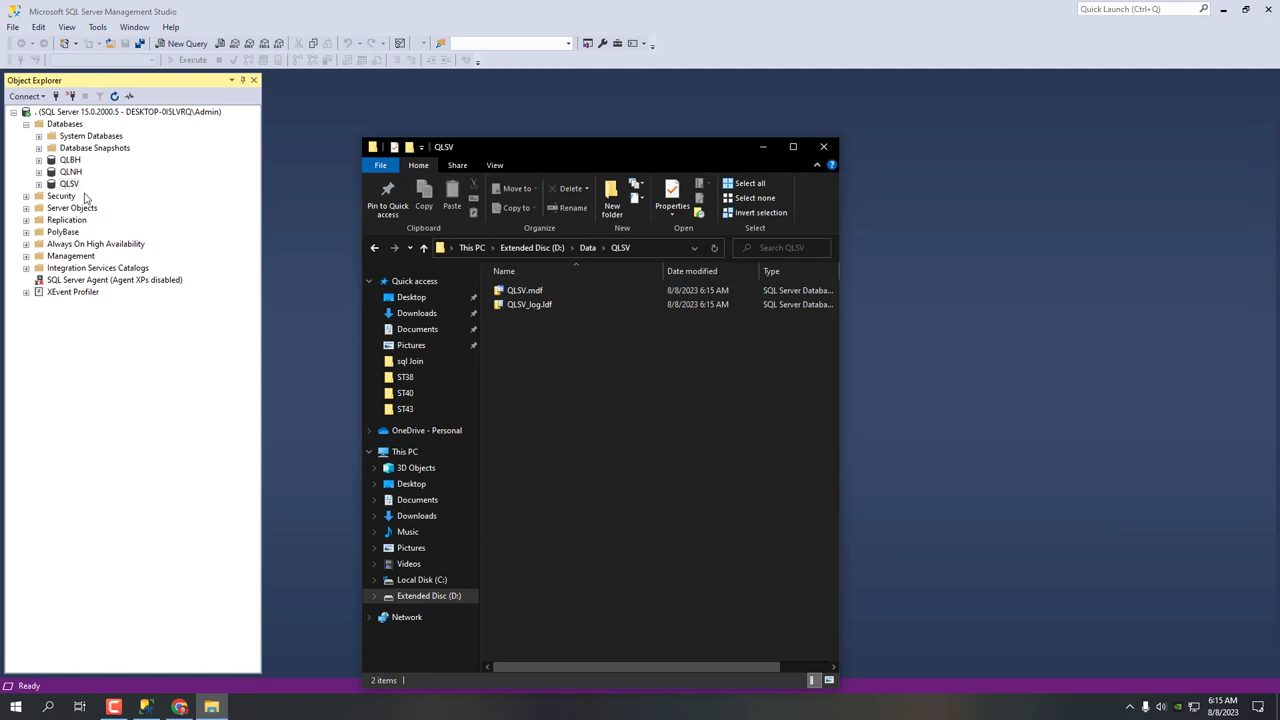 Microsoft SQL Server Management Studio
Quick Launch (Ctrl+Q)
File Edit View Tools Window Help
New Query
Execute
Object Explorer
Connect
. (SQL Server 15.0.2000.5 - DESKTOP-0I5LVRQ\Admin)
Databases
System Databases
Database Snapshots
QLBH
QLNH
QLSV
Security
Server Objects
Replication
PolyBase
Always On High Availability
Management
Integration Services Catalogs
SQL Server Agent (Agent XPs disabled)
XEvent Profiler
QLSV
File Home Share View
Pin to Quick access
Copy
Paste
Move to
Copy to
Delete
Rename
New folder
Properties
Select all
Select none
Invert selection
Clipboard Organize New Open Select
This PC > Extended Disc (D:) > Data > QLSV
Search QLSV
Name Date modified Type
QLSV.mdf 8/8/2023 6:15 AM SQL Server Databa...
QLSV_log.ldf 8/8/2023 6:15 AM SQL Server Databa...
Quick access
Desktop
Downloads
Documents
Pictures
sql Join
ST38
ST40
ST43
OneDrive - Personal
This PC
3D Objects
Desktop
Documents
Downloads
Music
Pictures
Videos
Local Disk (C:)
Extended Disc (D:)
Network
2 items
Ready
6:15 AM
8/8/2023